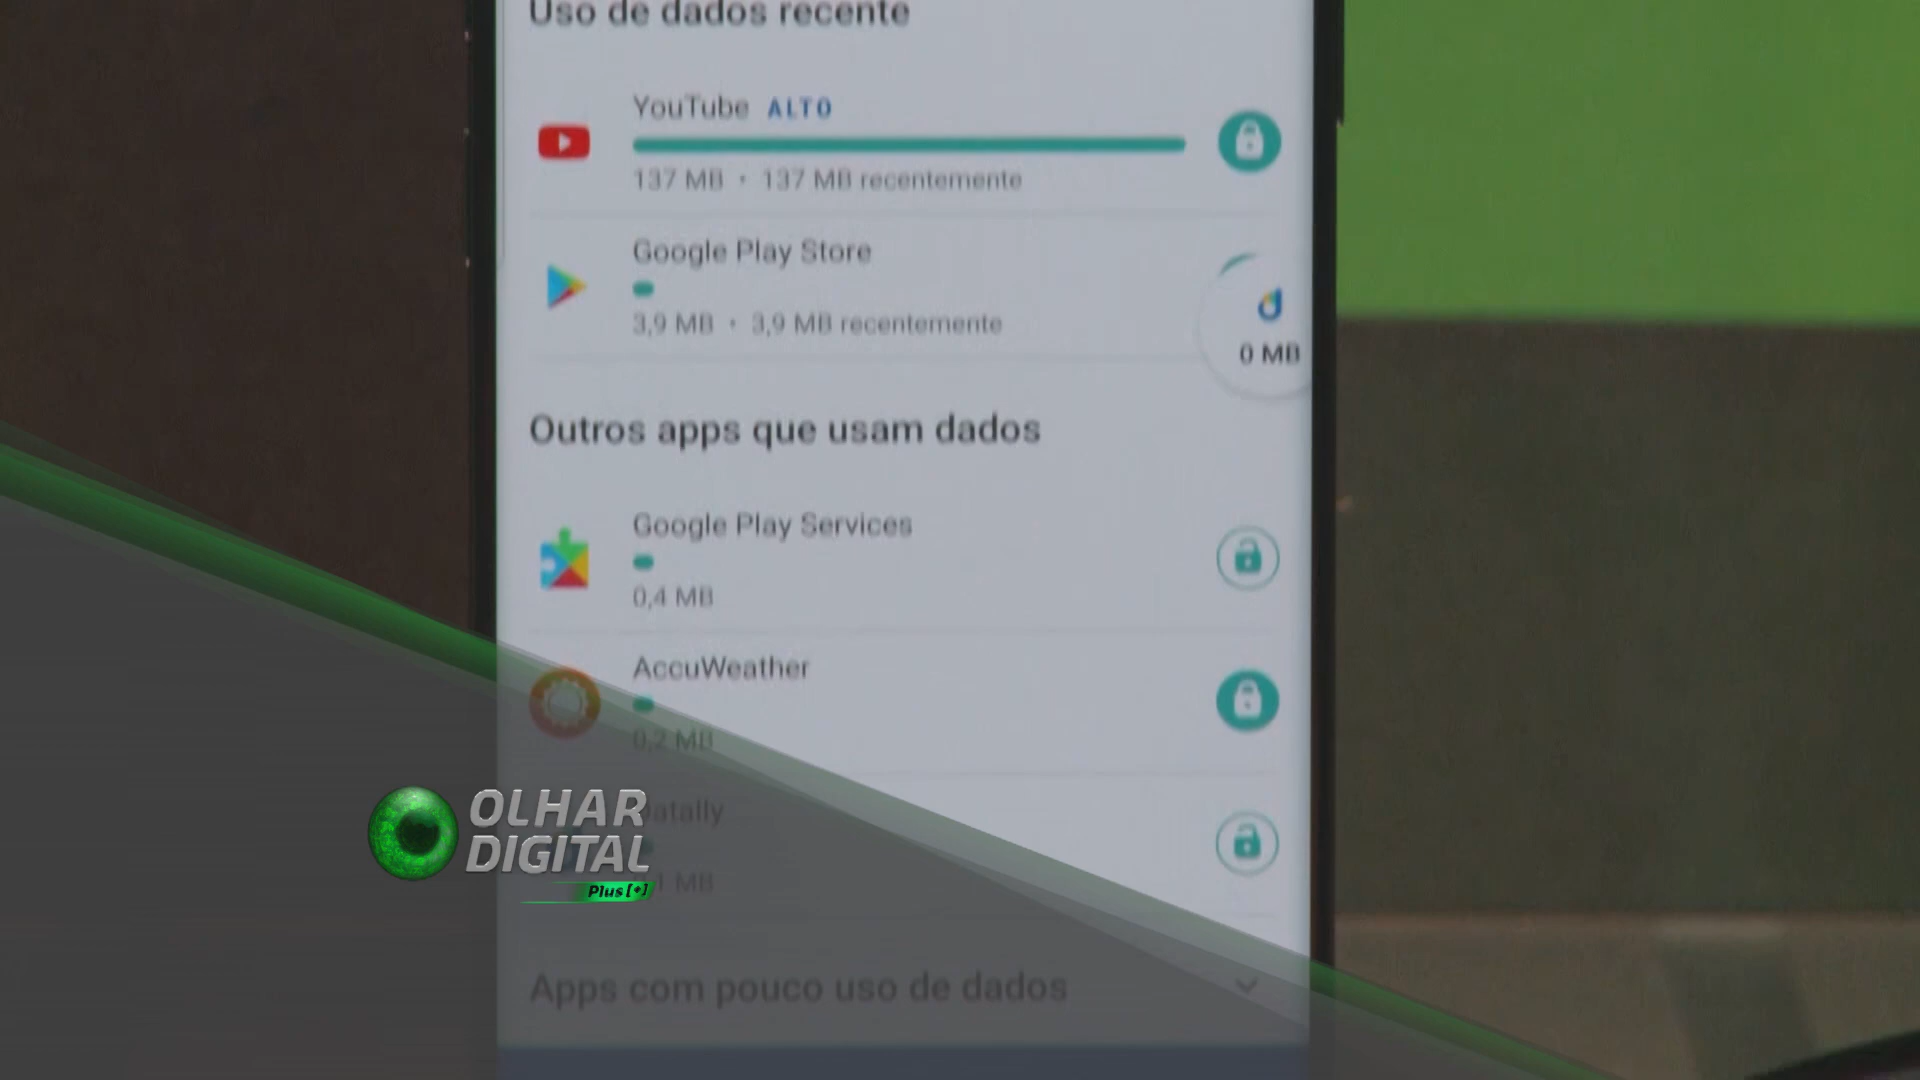 Uso de dados recente
YouTube ALTO
137 MB • 137 MB recentemente
Google Play Store
3,9 MB • 3,9 MB recentemente
0 MB
Outros apps que usam dados
Google Play Services
0,4 MB
AccuWeather
0,2 MB
Datally
MB
Apps com pouco uso de dados
OLHAR
DIGITAL
Plus[+]